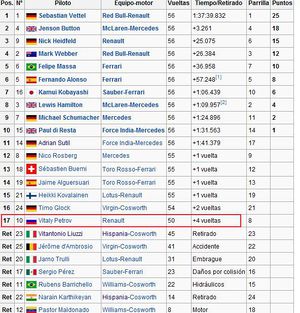 Pos. Nº Piloto Equipo-motor Vueltas Tiempo/Retirado Parrilla Puntos
1 1 Sebastian Vettel Red Bull-Renault 56 1:37:39.832 1 25
2 4 Jenson Button McLaren-Mercedes 56 +3.261 4 18
3 9 Nick Heidfeld Renault 56 +25.075 6 15
4 2 Mark Webber Red Bull-Renault 56 +26.384 3 12
5 6 Felipe Massa Ferrari 56 +36.958 7 10
6 5 Fernando Alonso Ferrari 56 +57.248[1] 5 8
7 16 Kamui Kobayashi Sauber-Ferrari 56 +1:06.439 10 6
8 3 Lewis Hamilton McLaren-Mercedes 56 +1:09.957[2] 2 4
9 7 Michael Schumacher Mercedes 56 +1:24.896 11 2
10 15 Paul di Resta Force India-Mercedes 56 +1:31.563 14 1
11 14 Adrian Sutil Force India-Mercedes 56 +1:41.379 17
12 8 Nico Rosberg Mercedes 55 +1 vuelta 9
13 18 Sébastien Buemi Toro Rosso-Ferrari 55 +1 vuelta 12
14 19 Jaime Alguersuari Toro Rosso-Ferrari 55 +1 vuelta 13
15 Heikki Kovalainen Lotus-Renault 55 +1 vuelta 19
16 24 Timo Glock Virgin-Cosworth 54 +2 vueltas 21
17 10 Vitaly Petrov Renault +4 vueltas 8
Ret 23 Vitantonio Liuzzi Hispania-Cosworth 46 Retirado 23
Ret 25 Jérôme d'Ambrosio Virgin-Cosworth 42 Accidente 22
Ret Jarno Trulli Lotus-Renault 31 Embrague 20
Ret 17 Sergio Pérez Sauber-Ferrari 23 Daños por colisión 16
Ret 11 Rubens Barrichello Williams-Cosworth 22 Hidráulicos 15
Ret 22 Narain Karthikeyan Hispania-Cosworth 14 Retirado 24
Ret 12 Pastor Maldonado Williams-Cosworth 8 Motor 18